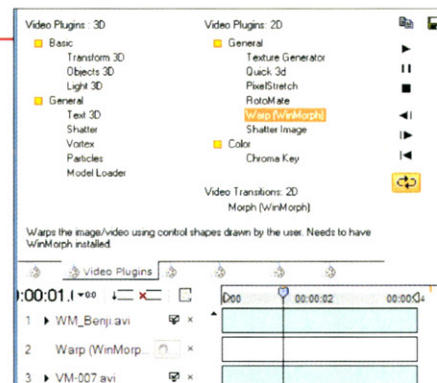 Video Plugins : 3D
Basic
Transform 3D
Objects 3D
Light 3D
General
Text 3D
Shatter
Vortex
Particles
Model Loader
Video Plugins: 2D
General
Texture Generator
Quick 3d
PixelStretch
RotoMate
Warp (WinMorph)
Shatter Image
Color
Chroma Key
Video Transitions: 2D
Morph (WinMorph)
Warps the image/video using control shapes drawn by the user. Needs to have
WinMorph installed.
Video Plugins
00:00:02
1 WM_Benji.avi
2 Warp (WinMorp...
3 VM-007.avi